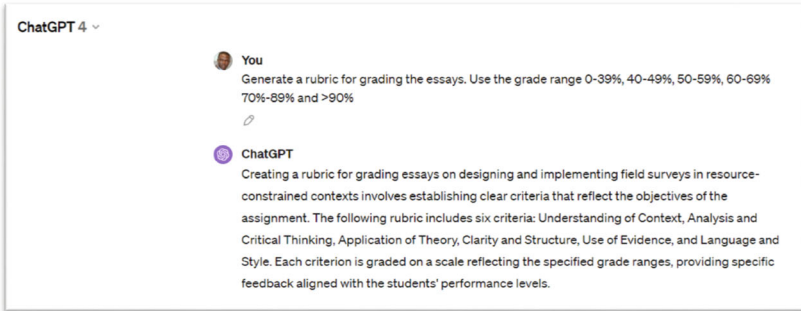 ChatGPT 4
You
Generate a rubric for grading the essays. Use the grade range 0-39%, 40-49%, 50-59%, 60-69%
70%-89% and >90%
ChatGPT
Creating a rubric for grading essays on designing and implementing field surveys in resource-
constrained contexts involves establishing clear criteria that reflect the objectives of the
assignment. The following rubric includes six criteria: Understanding of Context, Analysis and
Critical Thinking, Application of Theory, Clarity and Structure, Use of Evidence, and Language and
Style. Each criterion is graded on a scale reflecting the specified grade ranges, providing specific
feedback aligned with the students' performance levels.